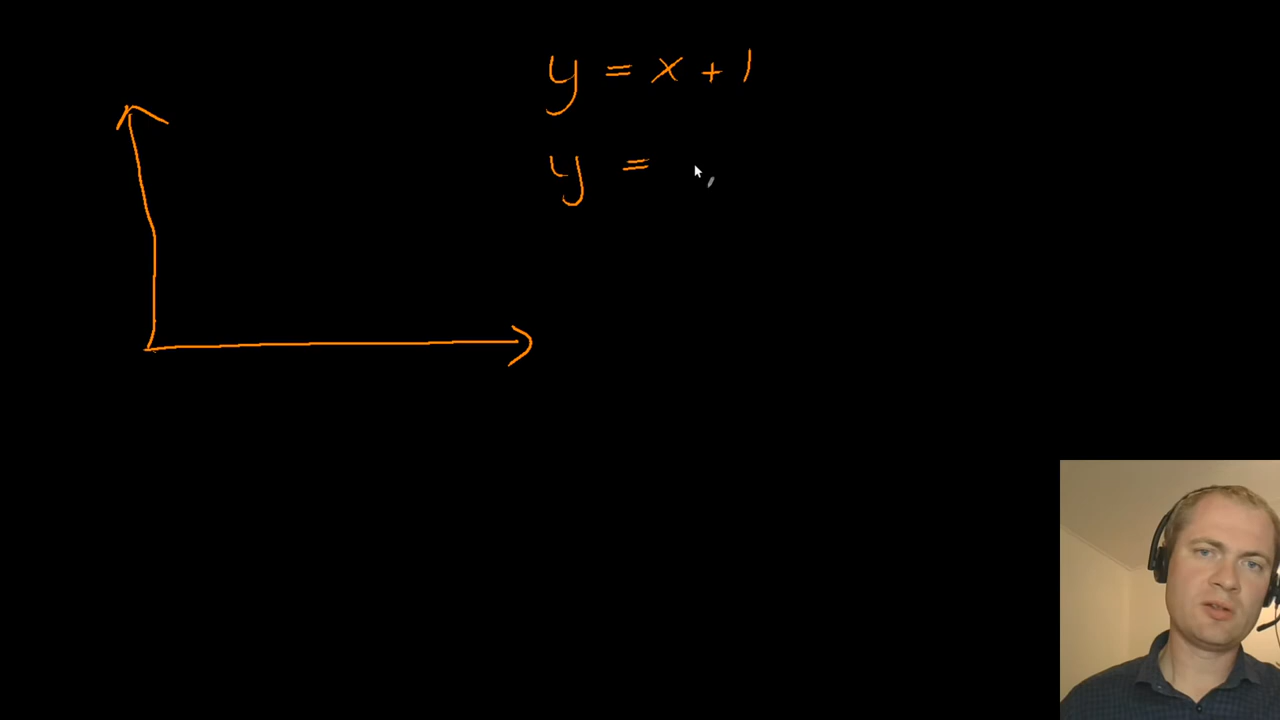 y = x + 1
y =